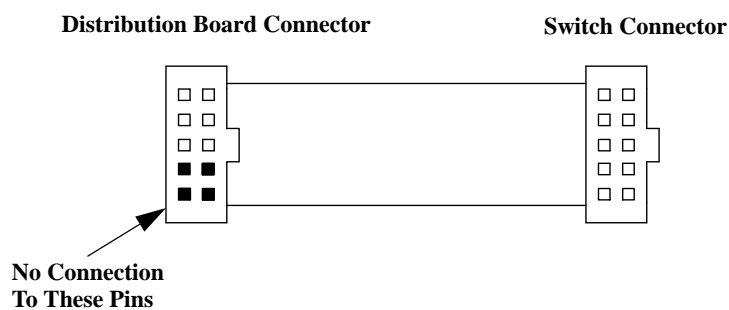 Distribution Board Connector
Switch Connector
No Connection
To These Pins